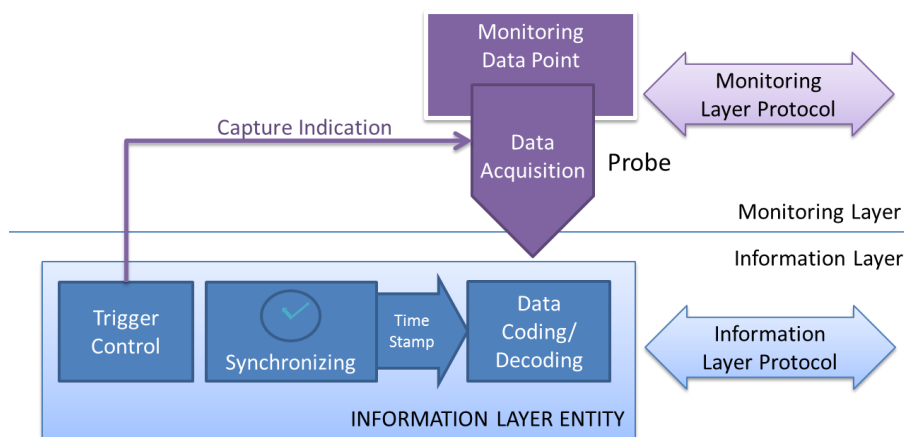 Monitoring
Data Point
Monitoring
Layer Protocol
Capture Indication
Data
Acquisition
Probe
Monitoring Layer
Information Layer
Trigger
Control
Synchronizing
Time
Stamp
Data
Coding/
Decoding
Information
Layer Protocol
INFORMATION LAYER ENTITY